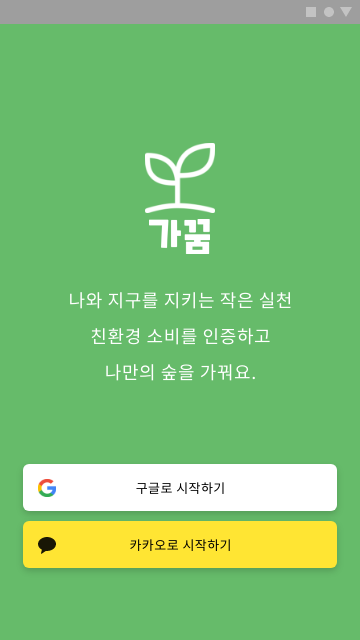 가꿈
나와 지구를 지키는 작은 실천
친환경 소비를 인증하고
나만의 숲을 가꿔요.
구글로 시작하기
카카오로 시작하기